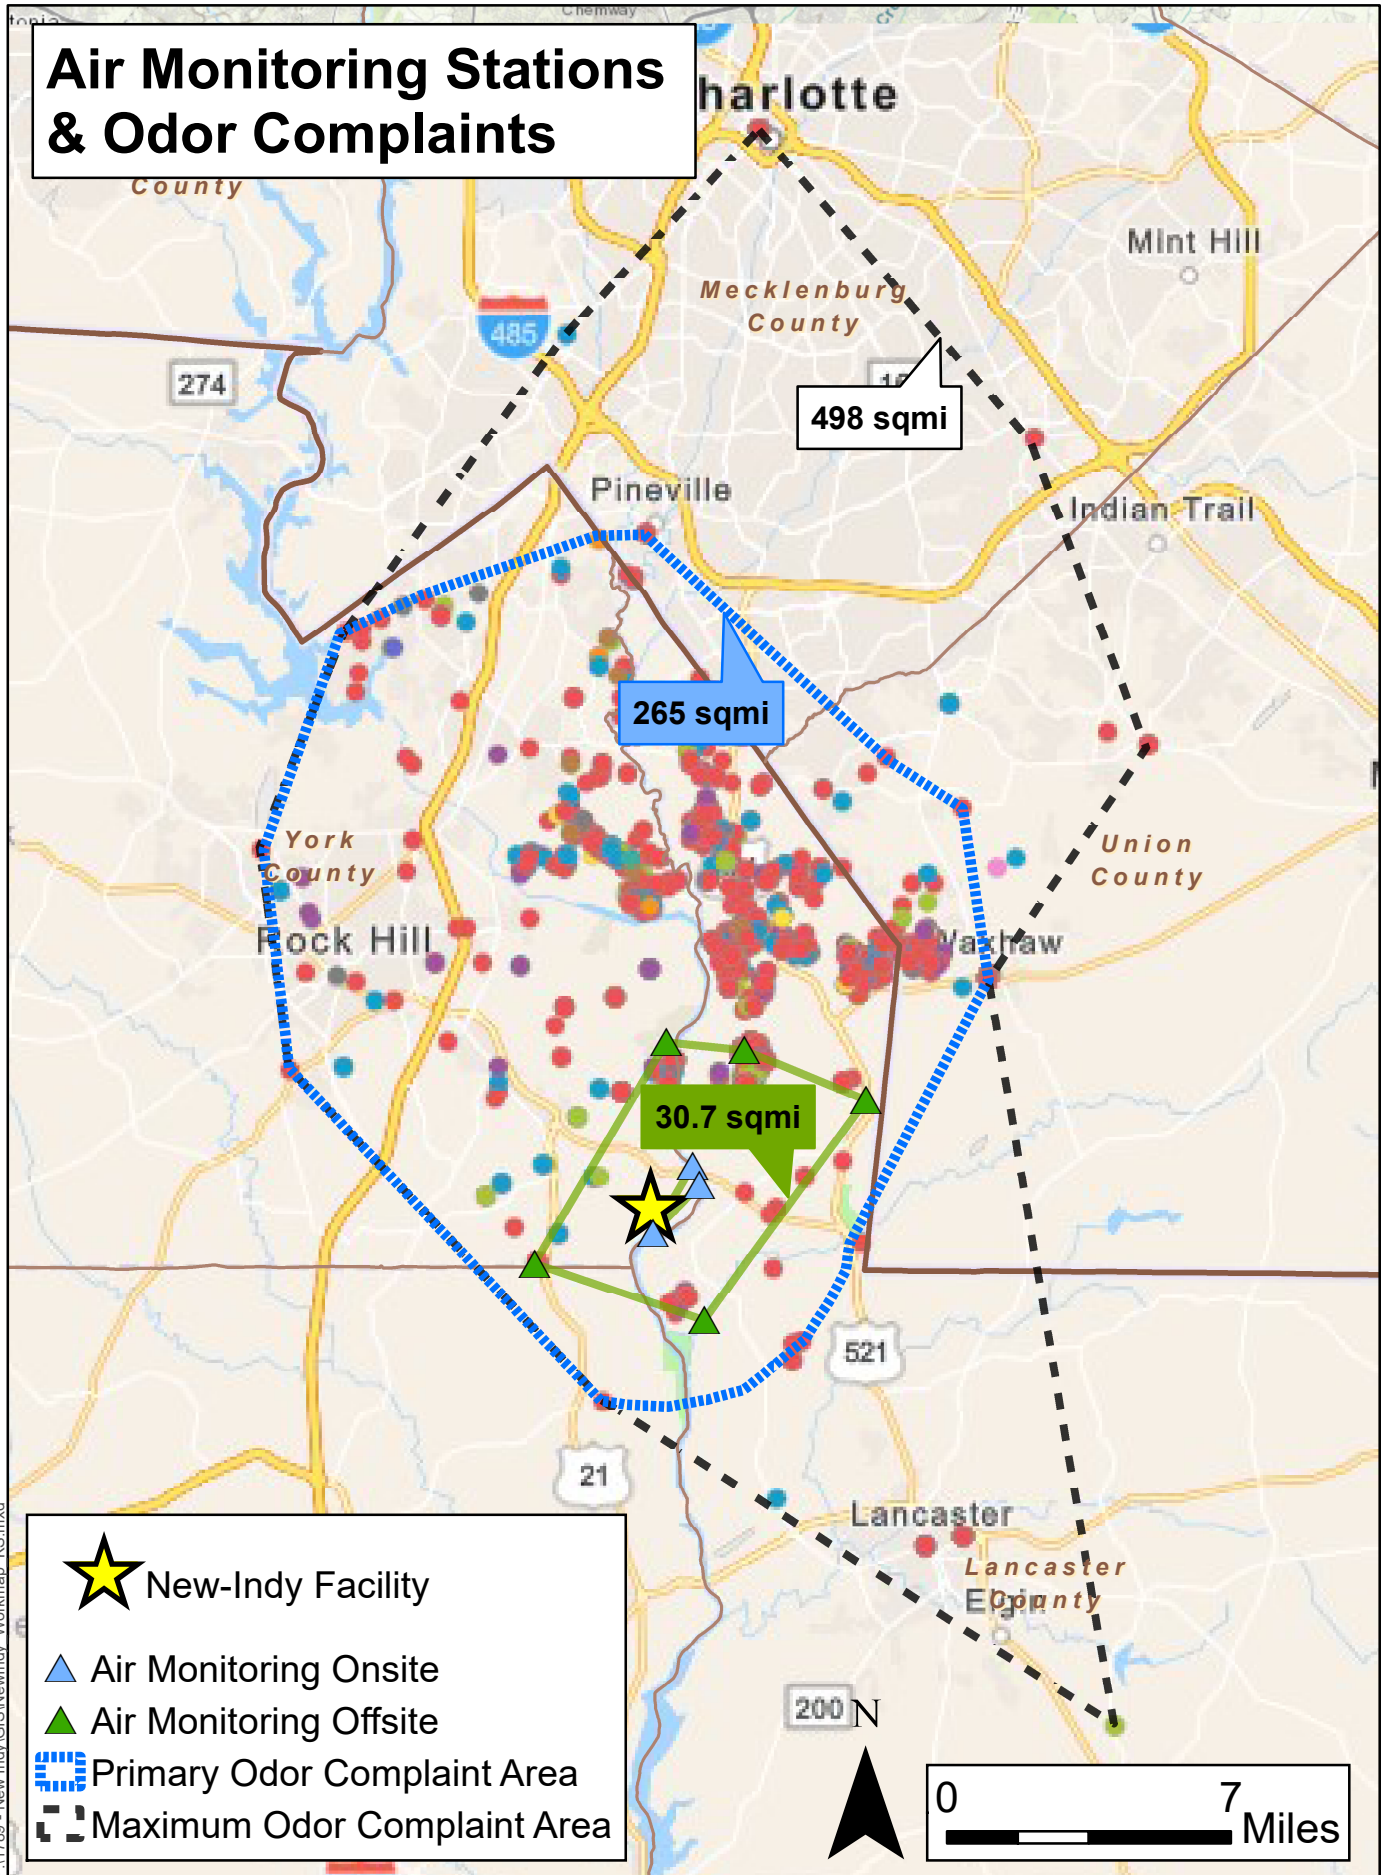 Chemway
Air Monitoring Stations
& Odor Complaints
Charlotte
County
Mint Hill
Mecklenburg
County
485
274
498 sqmi
Pineville
Indian Trail
265 sqmi
York
County
Union
County
Rock Hill
Waxhaw
30.7 sqmi
521
21
Lancaster
Lancaster
County
Elgin
New-Indy Facility
Air Monitoring Onsite
Air Monitoring Offsite
Primary Odor Complaint Area
Maximum Odor Complaint Area
200
N
0 7
Miles